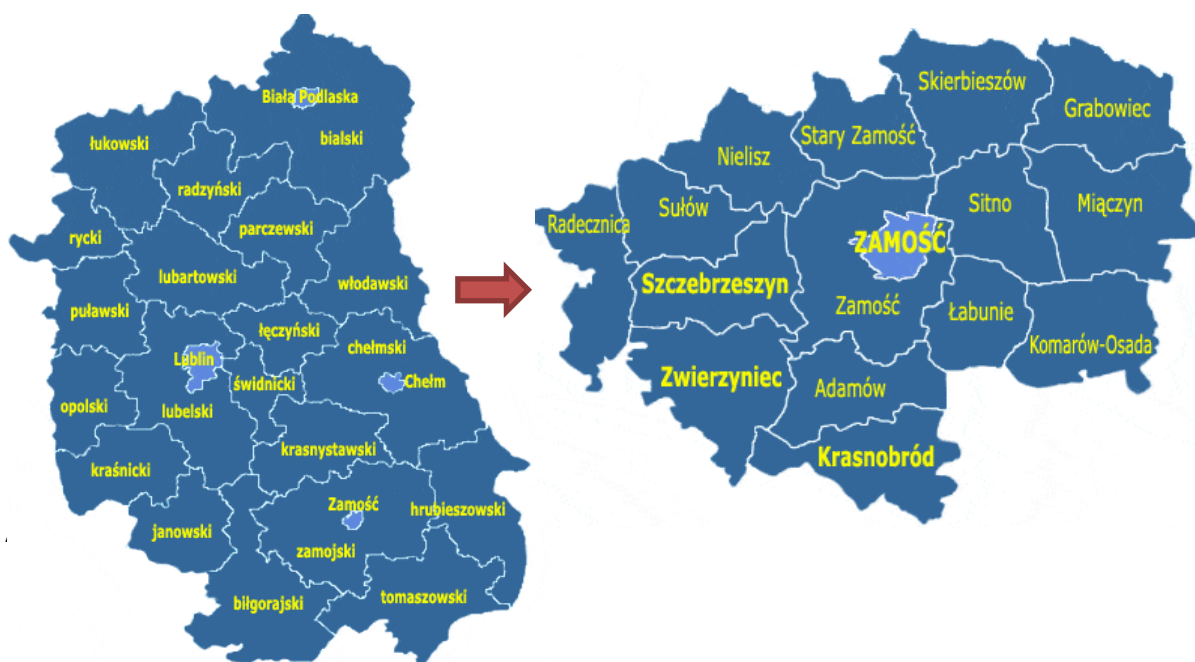 Biała Podlaska
łukowski
bialski
radzyński
parczewski
rycki
lubartowski
włodawski
puławski
łęczyński
chełmski
Lublin
świdnicki
Chełm
opolski
lubelski
krasnystawski
kraśnicki
Zamość
hrubieszowski
janowski
zamojski
biłgorajski
tomaszowski
Skierbieszów
Grabowiec
Stary Zamość
Nielisz
Sitno
Miączyn
Sułów
Radecznica
ZAMOŚĆ
Szczebrzeszyn
Zamość
Łabunie
Komarów-Osada
Zwierzyniec
Adamów
Krasnobród